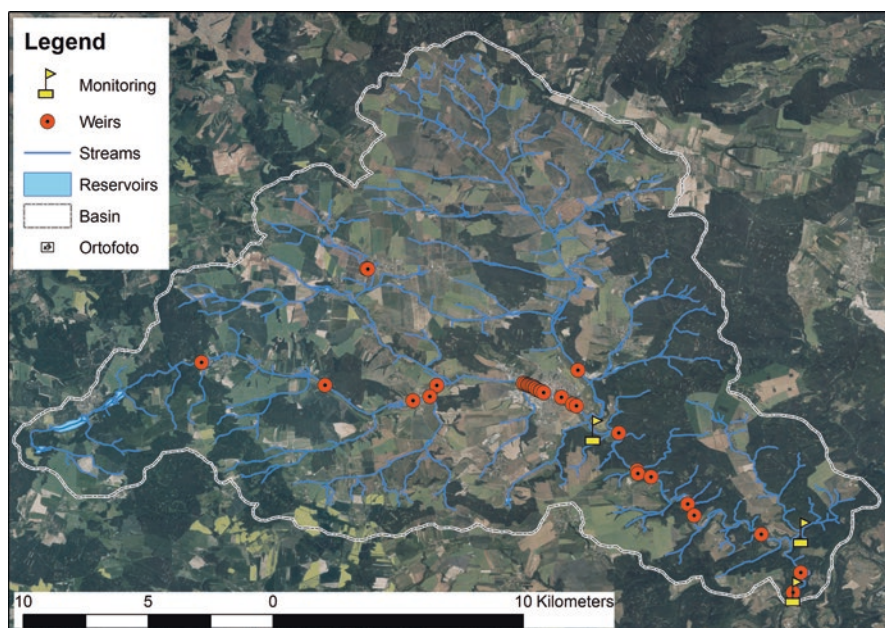 Legend
Monitoring
Weirs
Streams
Reservoirs
Basin
Ortofoto
10 5 0 10 Kilometers